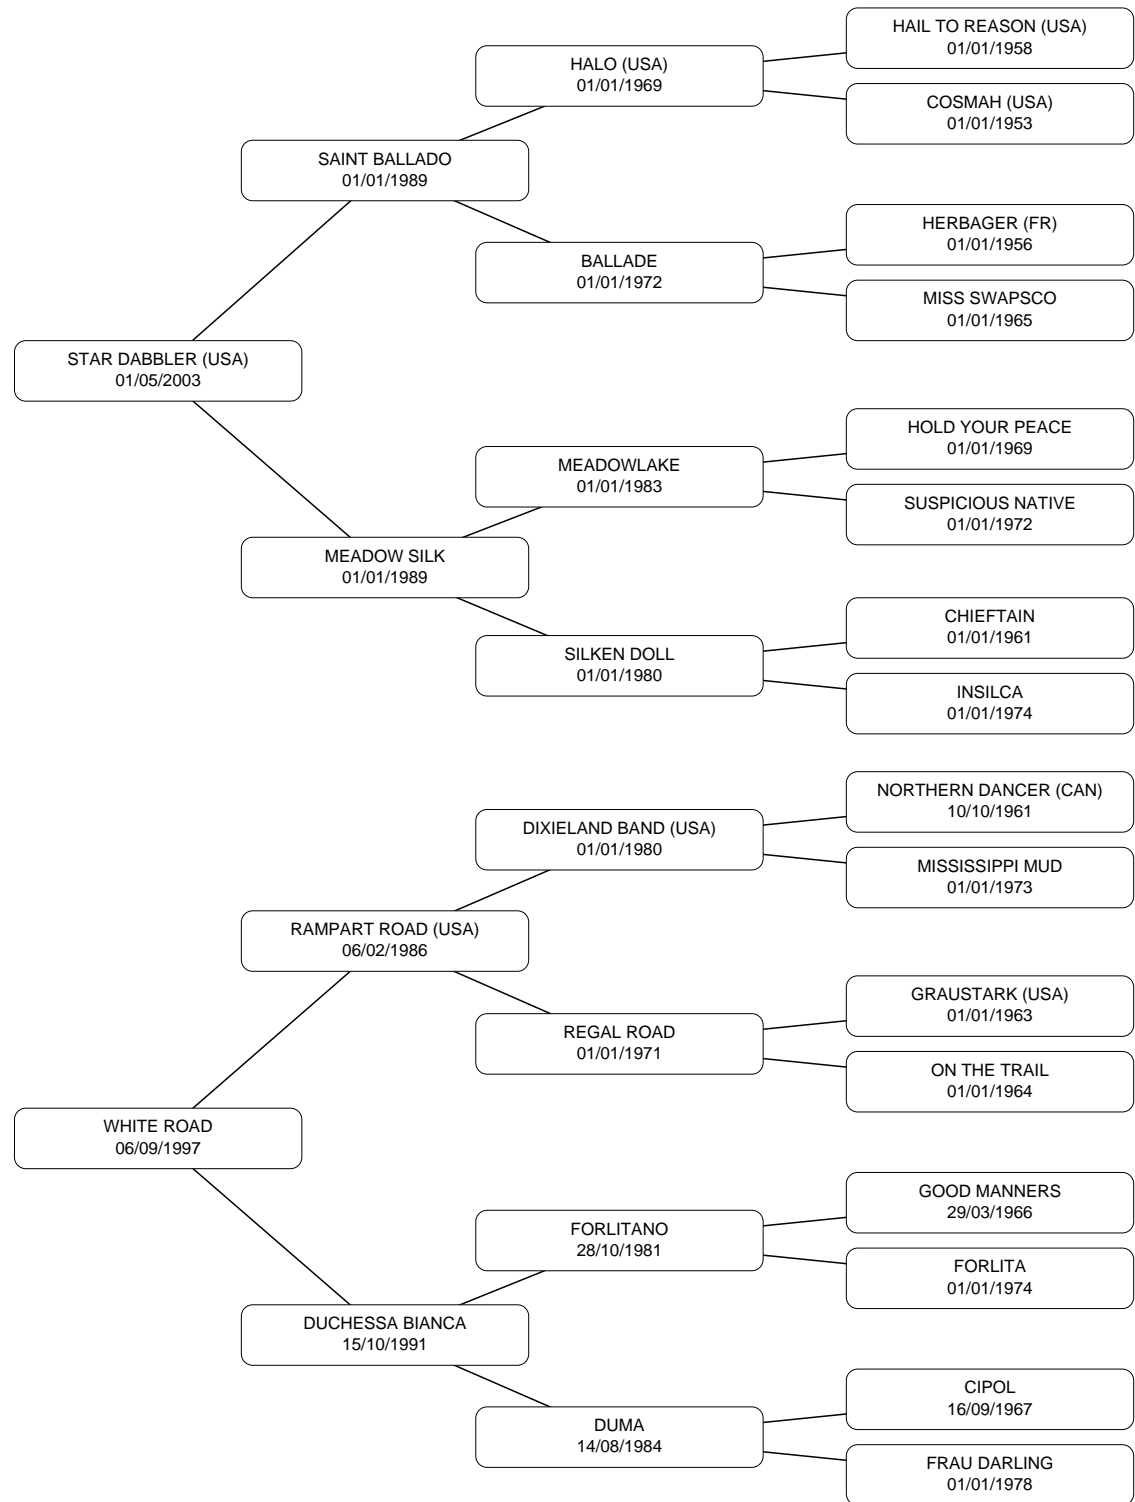 HAIL TO REASON (USA)
01/01/1958
HALO (USA)
01/01/1969
COSMAH (USA)
01/01/1953
SAINT BALLADO
01/01/1989
HERBAGER (FR)
01/01/1956
BALLADE
01/01/1972
MISS SWAPSCO
01/01/1965
STAR DABBLER (USA)
01/05/2003
HOLD YOUR PEACE
01/01/1969
MEADOWLAKE
01/01/1983
SUSPICIOUS NATIVE
01/01/1972
MEADOW SILK
01/01/1989
CHIEFTAIN
01/01/1961
SILKEN DOLL
01/01/1980
INSILCA
01/01/1974
NORTHERN DANCER (CAN)
10/10/1961
DIXIELAND BAND (USA)
01/01/1980
MISSISSIPPI MUD
01/01/1973
RAMPART ROAD (USA)
06/02/1986
GRAUSTARK (USA)
01/01/1963
REGAL ROAD
01/01/1971
ON THE TRAIL
01/01/1964
WHITE ROAD
06/09/1997
GOOD MANNERS
29/03/1966
FORLITANO
28/10/1981
FORLITA
01/01/1974
DUCHESSA BIANCA
15/10/1991
CIPOL
16/09/1967
DUMA
14/08/1984
FRAU DARLING
01/01/1978